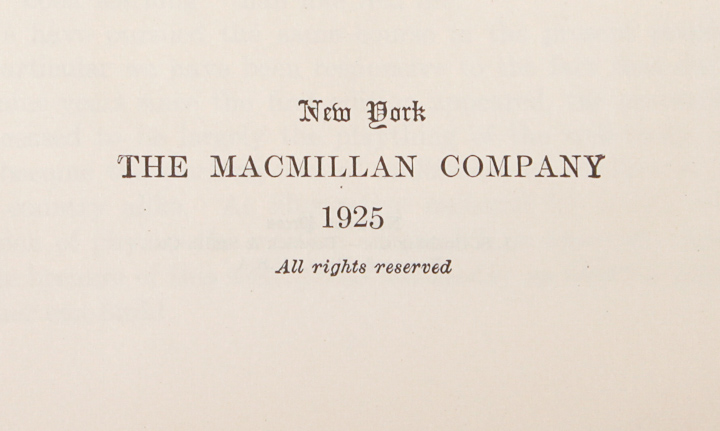 New York
THE MACMILLAN COMPANY
1925
All rights reserved